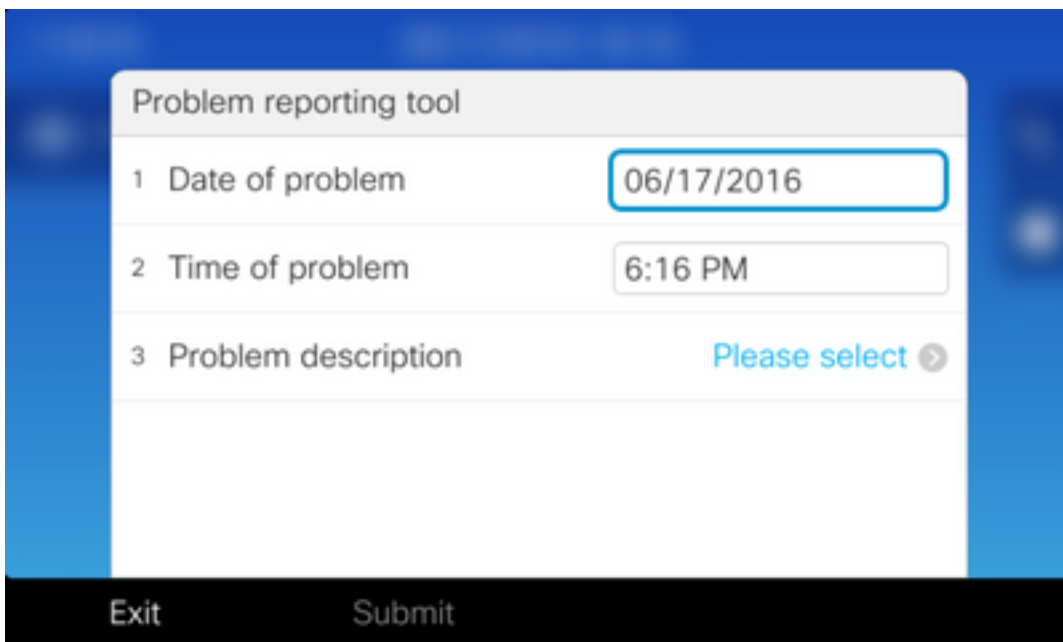 Problem reporting tool
1 Date of problem 06/17/2016
2 Time of problem 6:16 PM
3 Problem description Please select
Exit Submit